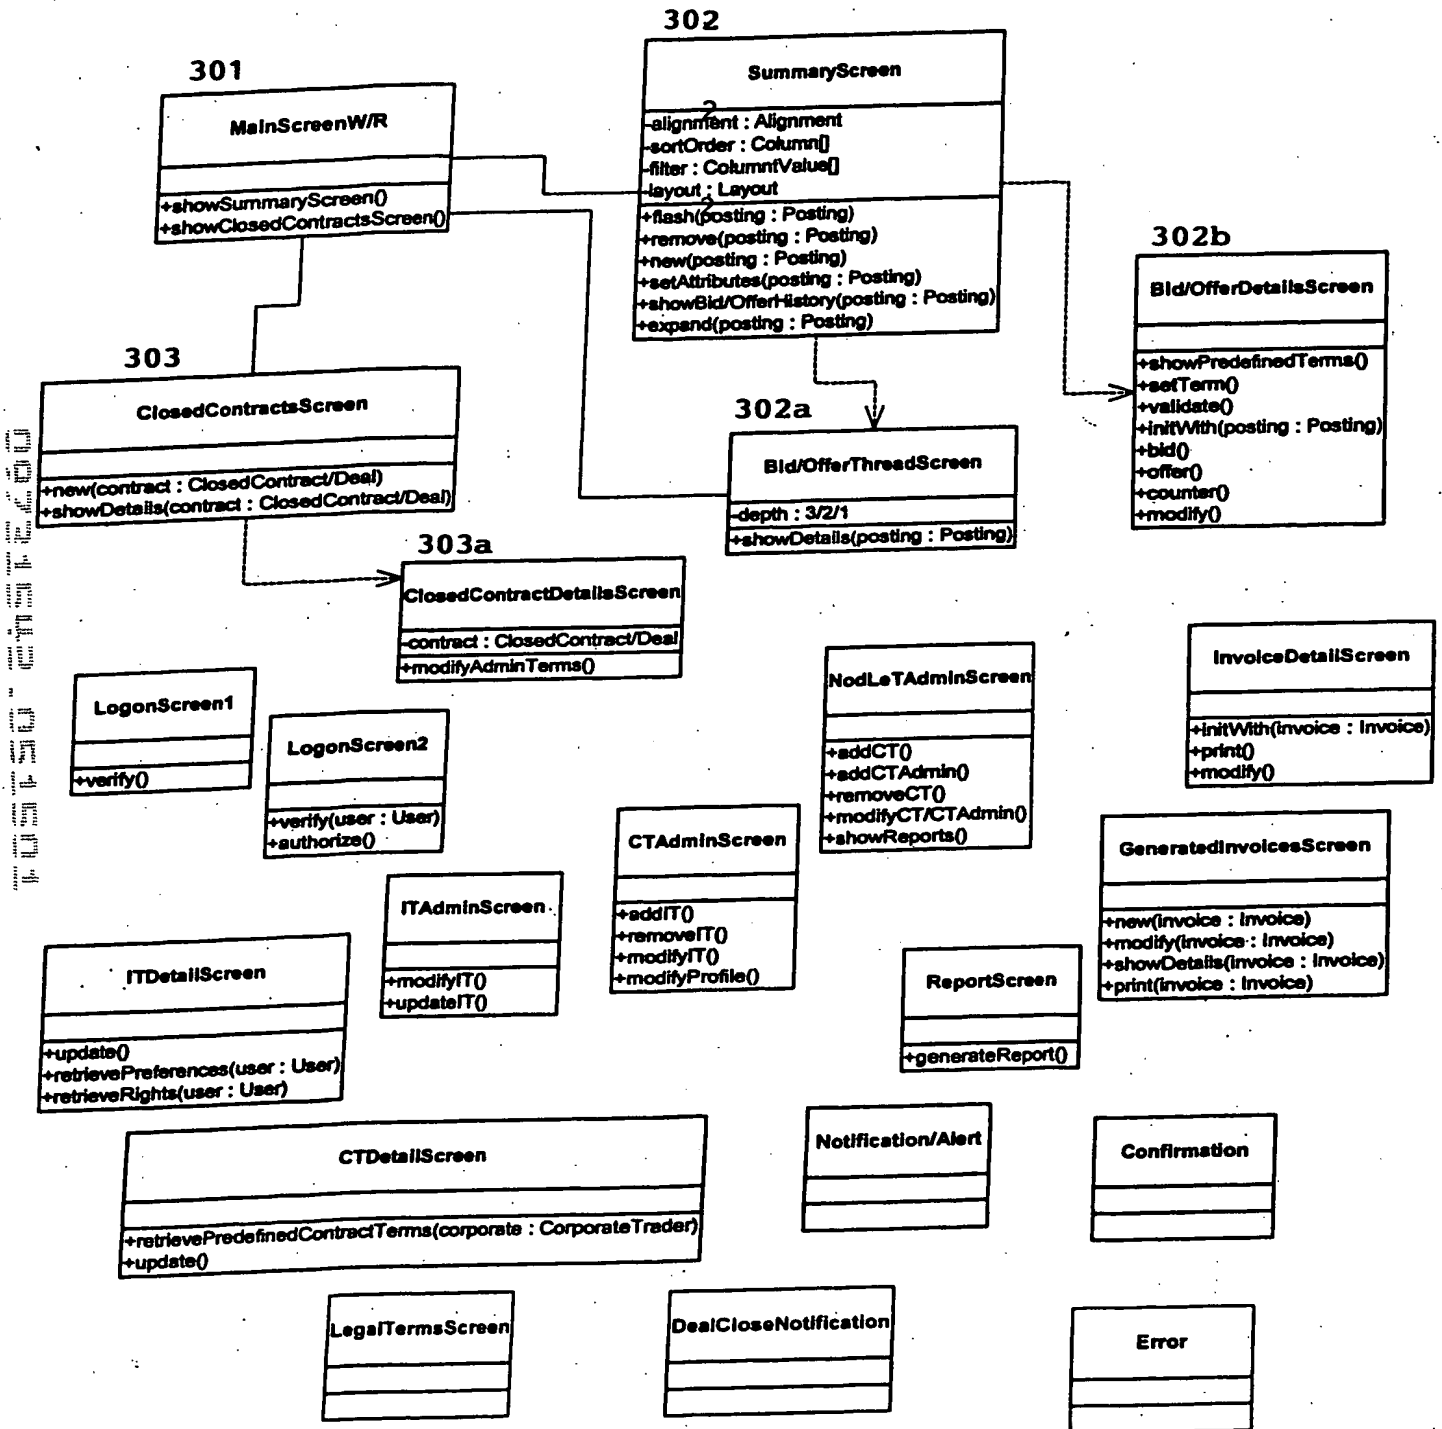 302
SummaryScreen
-alignment : Alignment
-sortOrder : Column[]
-filter : ColumntValue[]
-layout : Layout
+flash(posting : Posting)
+remove(posting : Posting)
+new(posting : Posting)
+setAttributes(posting : Posting)
+showBid/OfferHistory(posting : Posting)
+expand(posting : Posting)
2
2
301
MainScreenW/R
+showSummaryScreen()
+showClosedContractsScreen()
302b
Bid/OfferDetailsScreen
+showPredefinedTerms()
+setTerm()
+validate()
+initWith(posting : Posting)
+bid()
+offer()
+counter()
+modify()
303
ClosedContractsScreen
+new(contract : ClosedContract/Deal)
+showDetails(contract : ClosedContract/Deal)
302a
Bid/OfferThreadScreen
-depth : 3/2/1
+showDetails(posting : Posting)
303a
ClosedContractDetailsScreen
-contract : ClosedContract/Deal
+modifyAdminTerms()
LogonScreen1
+verify()
LogonScreen2
+verify(user : User)
+authorize()
NodLeTAdminScreen
+addCT()
+addCTAdmin()
+removeCT()
+modifyCT/CTAdmin()
+showReports()
InvoiceDetailScreen
+initWith(invoice : Invoice)
+print()
+modify()
CTAdminScreen
+addIT()
+removeIT()
+modifyIT()
+modifyProfile()
GeneratedInvoicesScreen
+new(invoice : Invoice)
+modify(invoice : Invoice)
+showDetails(invoice : Invoice)
+print(invoice : Invoice)
ITAdminScreen
+modifyIT()
+updateIT()
ITDetailScreen
+update()
+retrievePreferences(user : User)
+retrieveRights(user : User)
ReportScreen
+generateReport()
CTDetailScreen
+retrievePredefinedContractTerms(corporate : CorporateTrader)
+update()
Notification/Alert
Confirmation
LegalTermsScreen
DealCloseNotification
Error